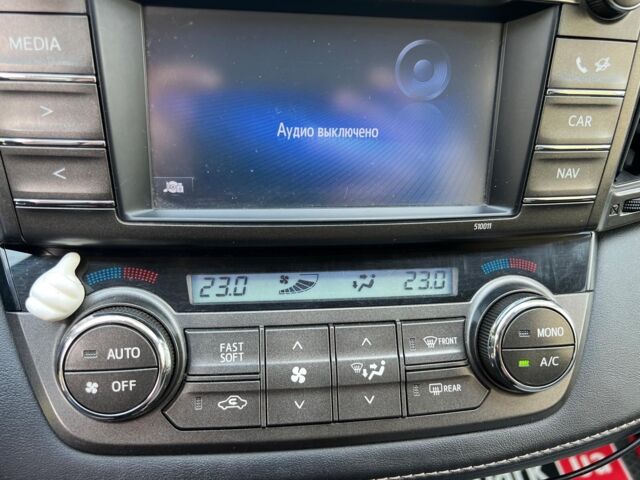 MEDIA
>
<
Аудио выключено
CAR
NAV
510011
23.0
23.0
AUTO
OFF
FAST
SOFT
FRONT
REAR
MONO
A/C